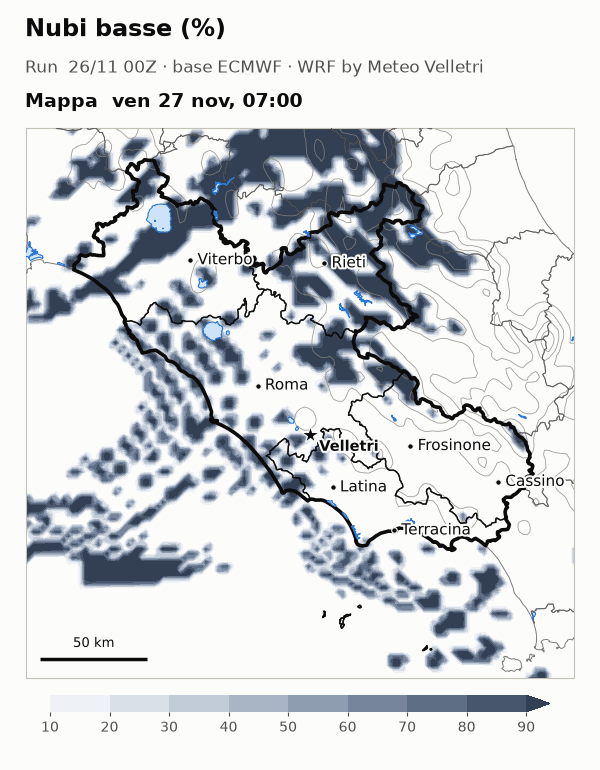 Nubi basse (%)
Run  26/11 00Z · base ECMWF · WRF by Meteo Velletri
Mappa  ven 27 nov, 07:00
Viterbo
Rieti
Roma
Velletri
Frosinone
Cassino
Latina
Terracina
50 km
10 20 30 40 50 60 70 80 90